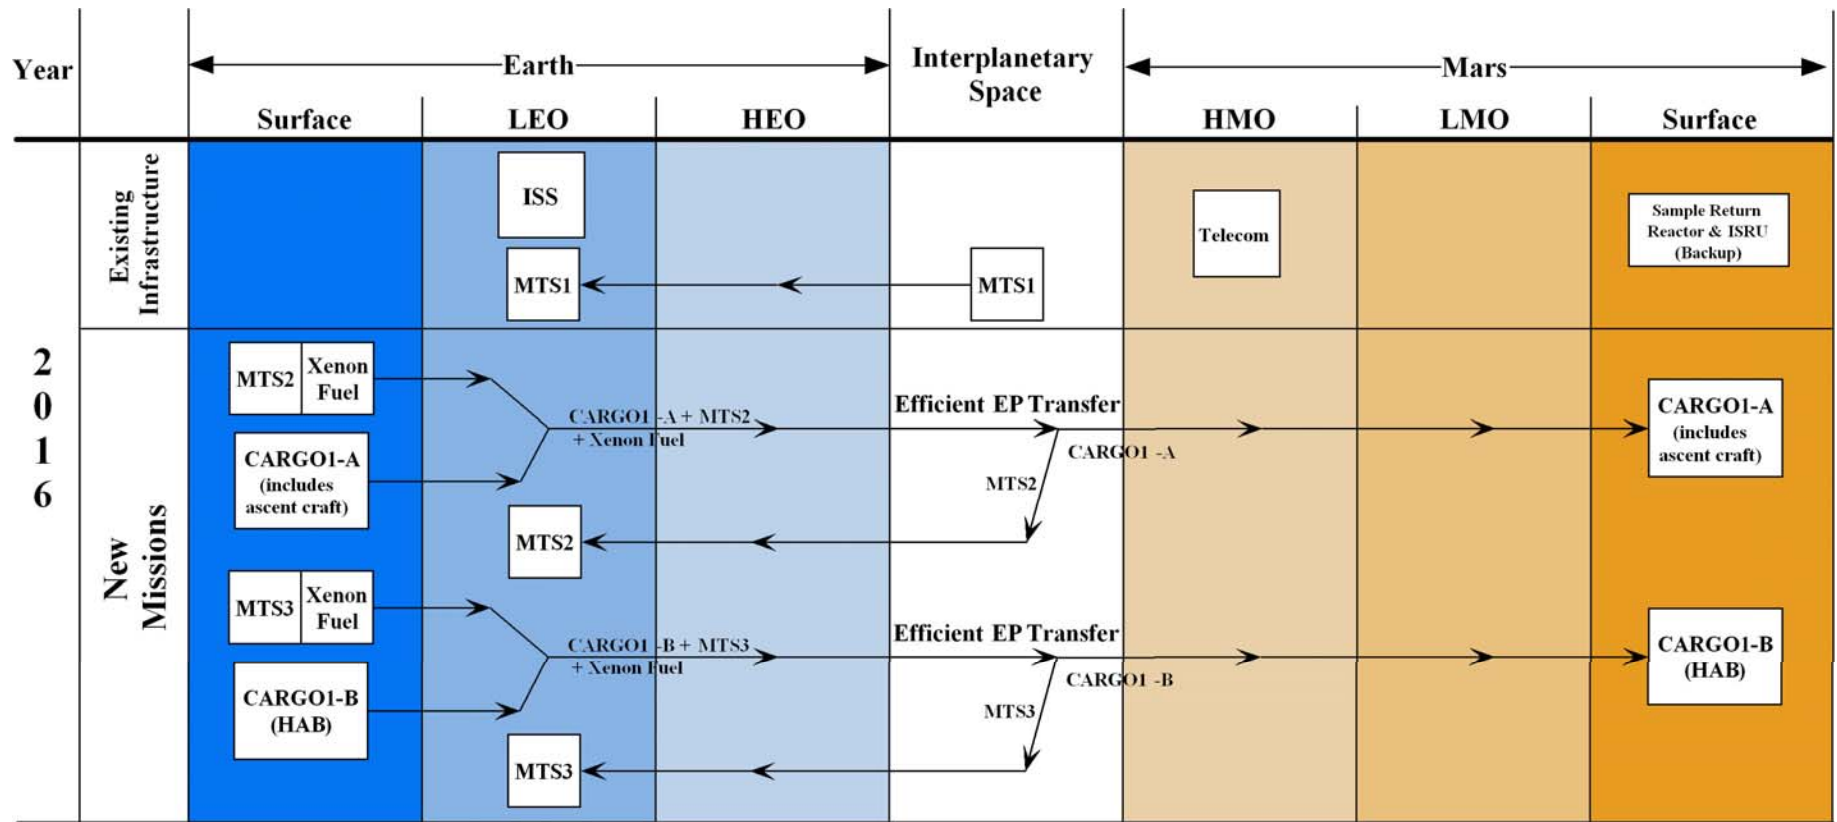 Year
Earth
Interplanetary
Space
Mars
Surface
LEO
HEO
HMO
LMO
Surface
Existing
Infrastructure
ISS
MTS1
MTS1
Telecom
Sample Return
Reactor & ISRU
(Backup)
2
0
1
6
New
Missions
MTS2
Xenon
Fuel
CARGO1-A
(includes
ascent craft)
CARGO1 -A + MTS2
+ Xenon Fuel
Efficient EP Transfer
CARGO1 -A
MTS2
CARGO1-A
(includes
ascent craft)
MTS2
MTS3
Xenon
Fuel
CARGO1-B
(HAB)
CARGO1 -B + MTS3
+ Xenon Fuel
Efficient EP Transfer
CARGO1 -B
MTS3
CARGO1-B
(HAB)
MTS3